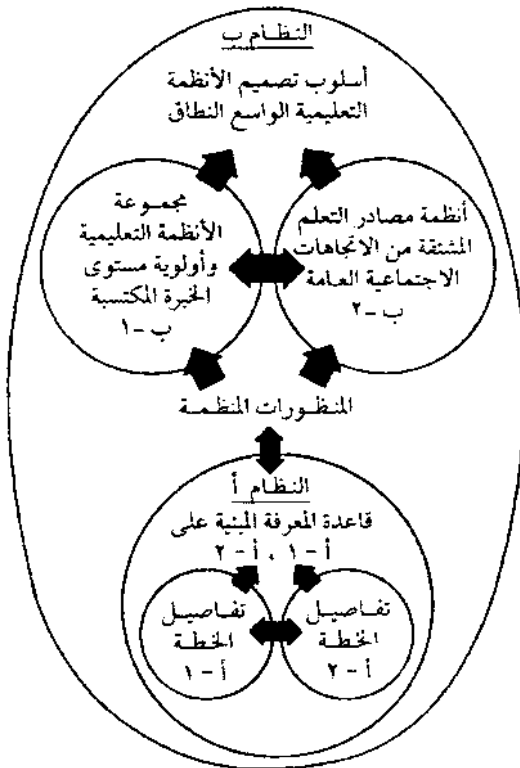 النظام ب
أسلوب تصميم الأنظمة
التعليمية الواسع النطاق
أنظمة مصادر التعلم
المشتقة من الاتجاهات
الاجتماعية العامة
ب - ٢
مجموعة
الأنظمة التعليمية
وأولوية مستوى
الخبرة المكتسبة
ب - ١
المنظورات المنظمة
النظام أ
قاعدة المعرفة المبنية على
أ - ١ ، أ - ٢
تفاصيل
الخطة
أ - ٢
تفاصيل
الخطة
أ - ١